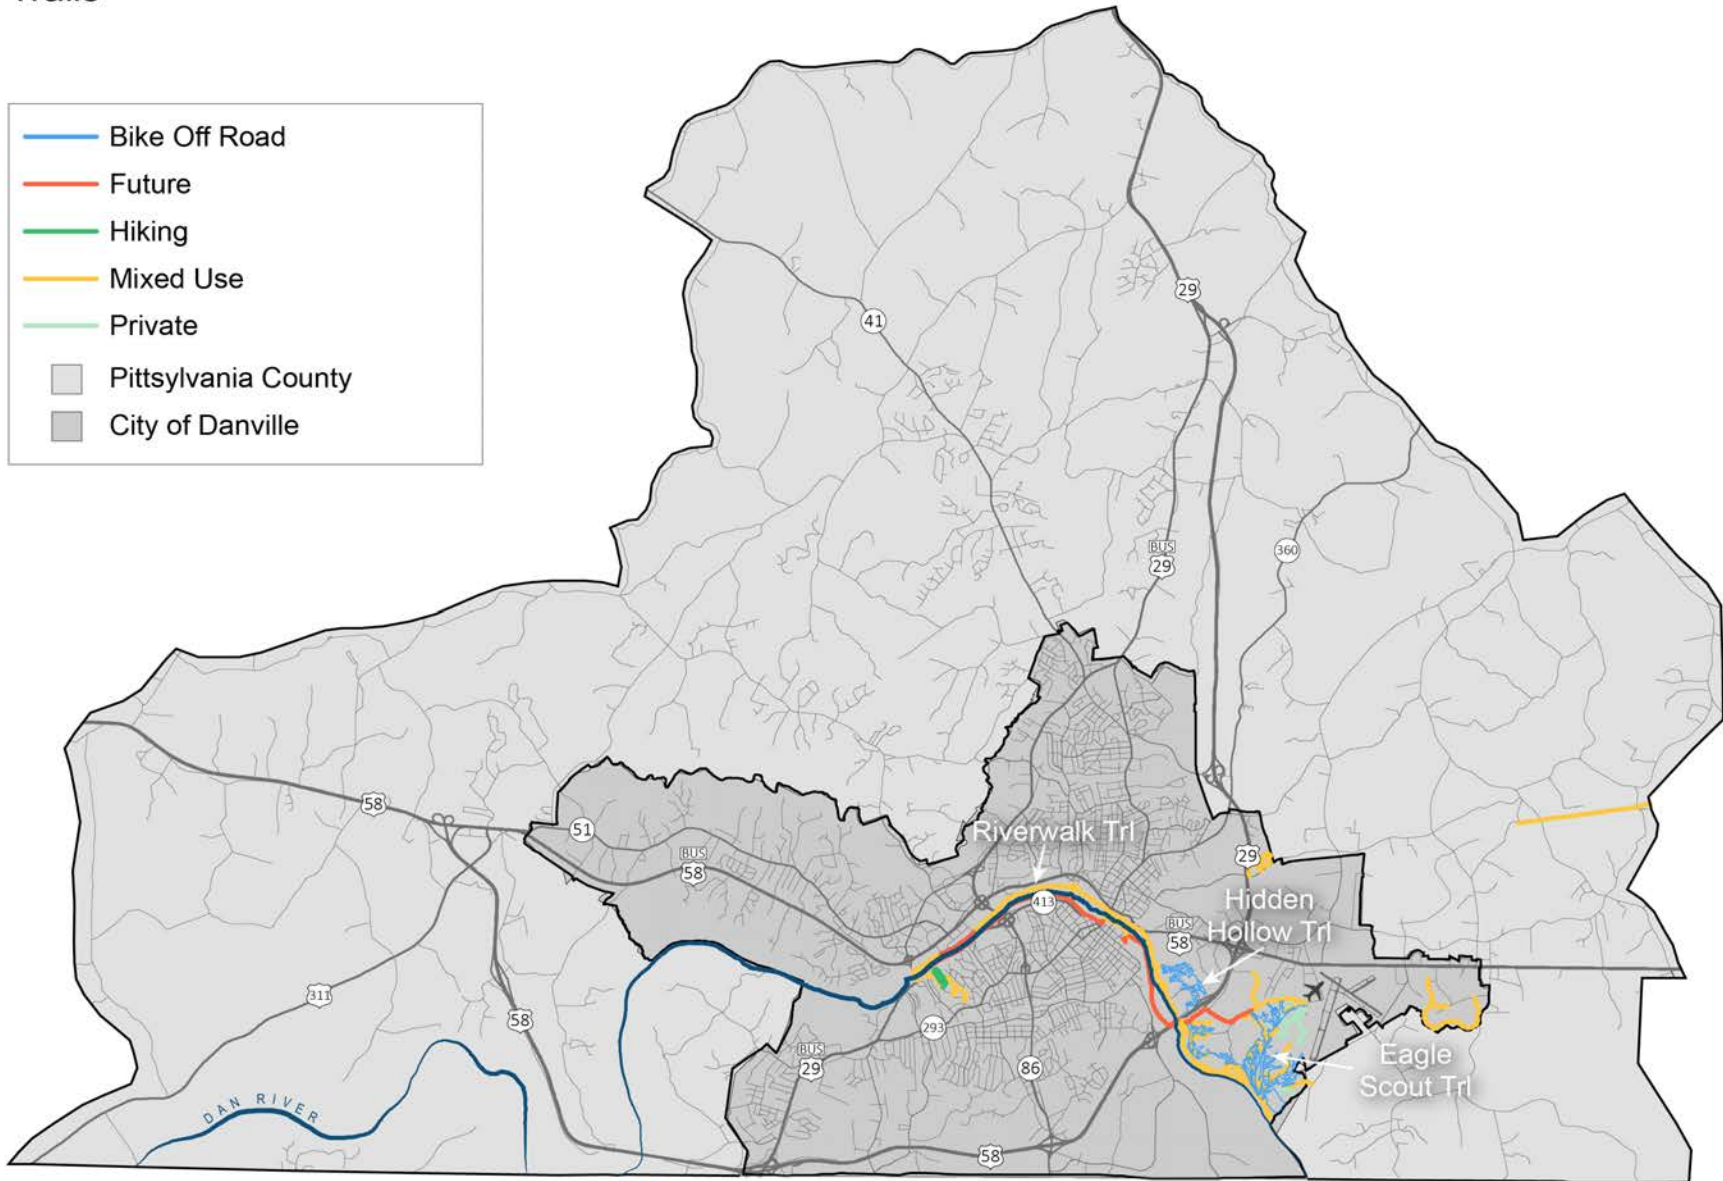 Trails
Bike Off Road
Future
Hiking
Mixed Use
Private
Pittsylvania County
City of Danville
29
41
BUS
29
360
58
51
BUS
58
Riverwalk Trl
29
413
Hidden
Hollow Trl
BUS
58
311
58
293
BUS
29
86
Eagle
Scout Trl
DAN RIVER
58